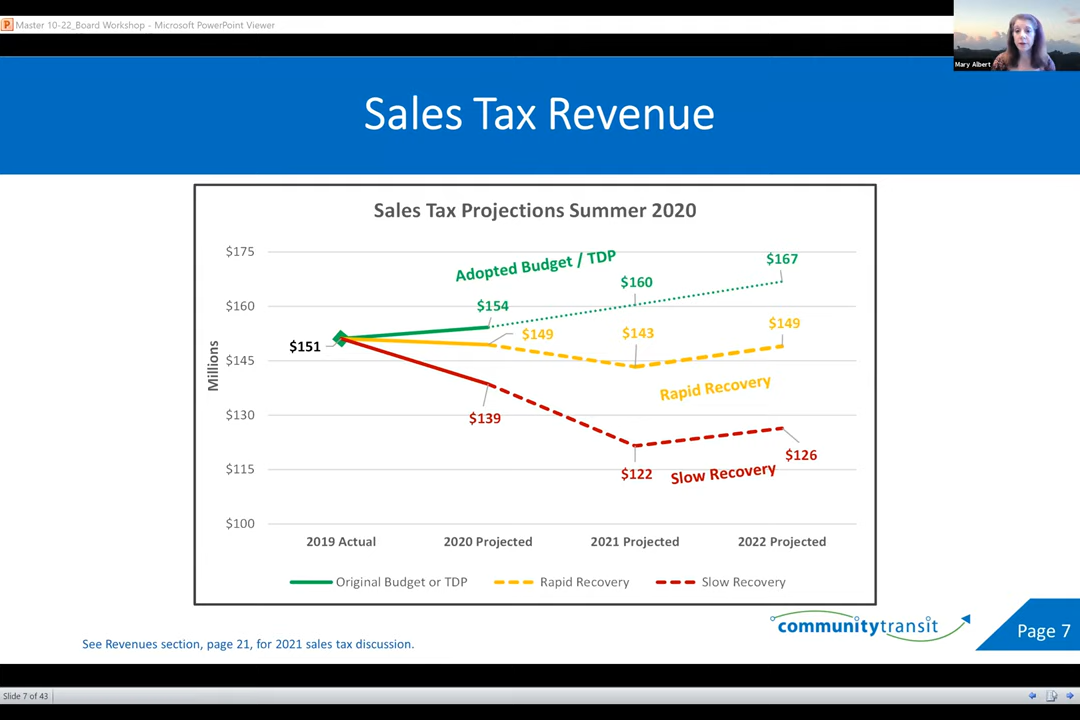 Master 10-22_Board Workshop - Microsoft PowerPoint Viewer
Mary Albert
Sales Tax Revenue
Sales Tax Projections Summer 2020
Millions
$175
$160
$145
$130
$115
$100
Adopted Budget / TDP
$167
$160
$154
$149
$143
$149
$151
Rapid Recovery
$139
$126
$122
Slow Recovery
2019 Actual 2020 Projected 2021 Projected 2022 Projected
Original Budget or TDP Rapid Recovery Slow Recovery
communitytransit
See Revenues section, page 21, for 2021 sales tax discussion.
Page 7
Slide 7 of 43